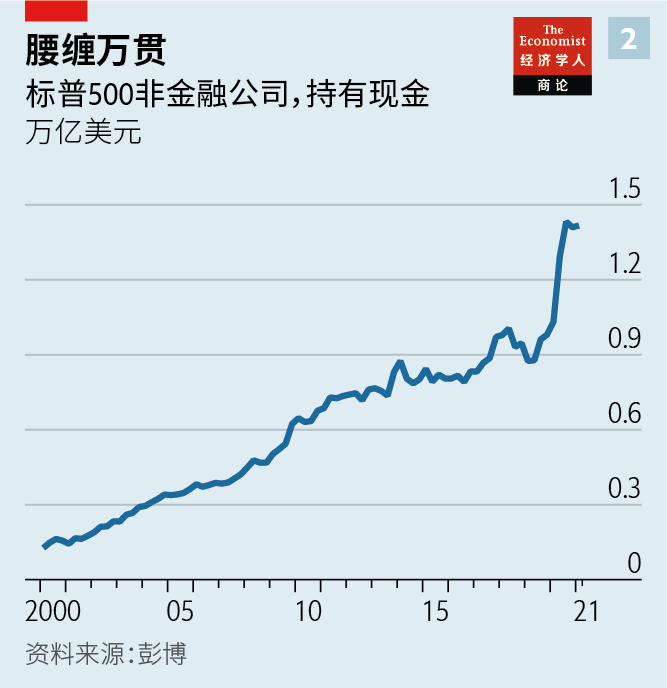 腰缠万贯
标普500非金融公司，持有现金
万亿美元
The
Economist
经济学人
商论
2
1.5
1.2
0.9
0.6
0.3
0
2000 05 10 15 21
资料来源：彭博